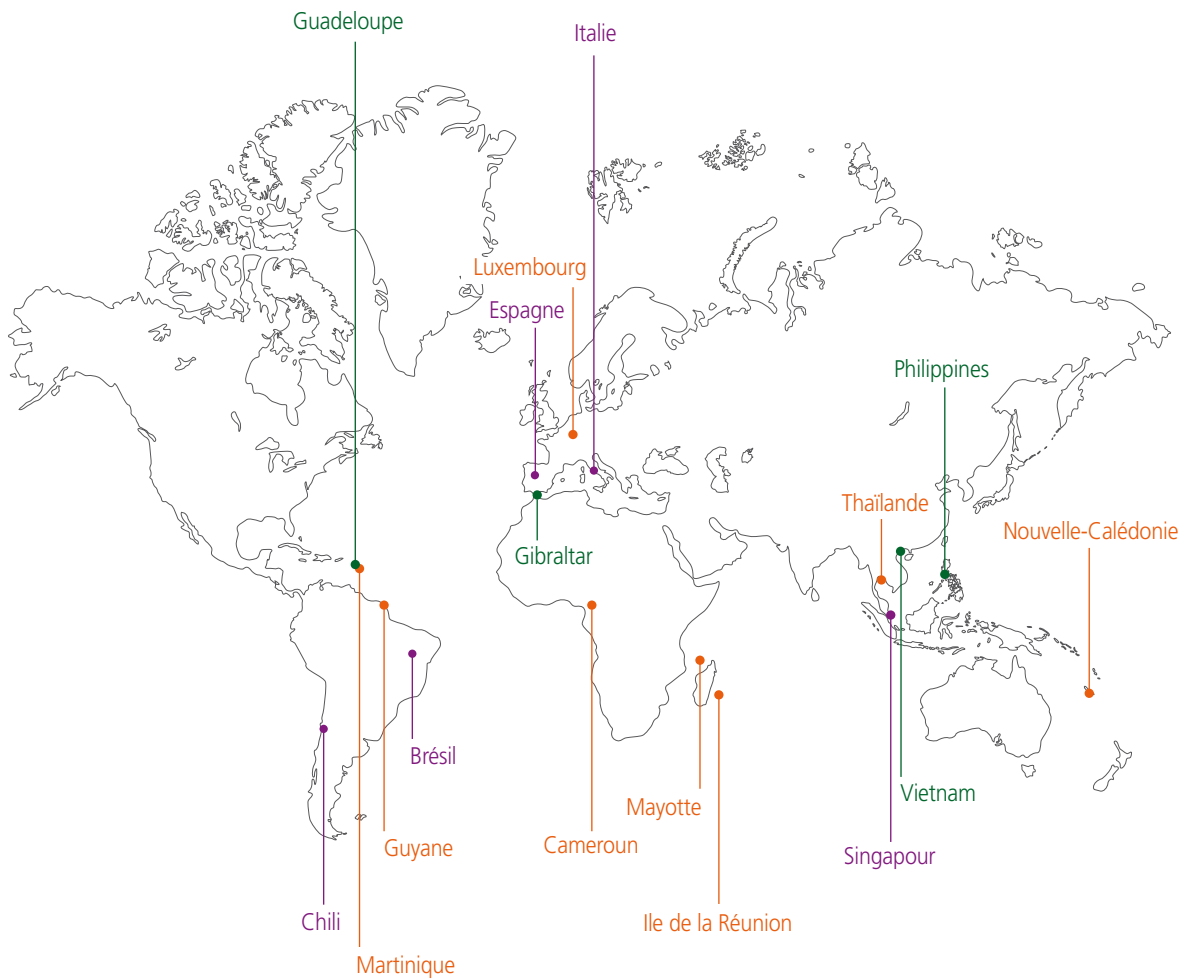 Guadeloupe
Italie
Luxembourg
Espagne
Philippines
Thaïlande
Nouvelle-Calédonie
Gibraltar
Brésil
Vietnam
Mayotte
Guyane
Cameroun
Singapour
Chili
Ile de la Réunion
Martinique